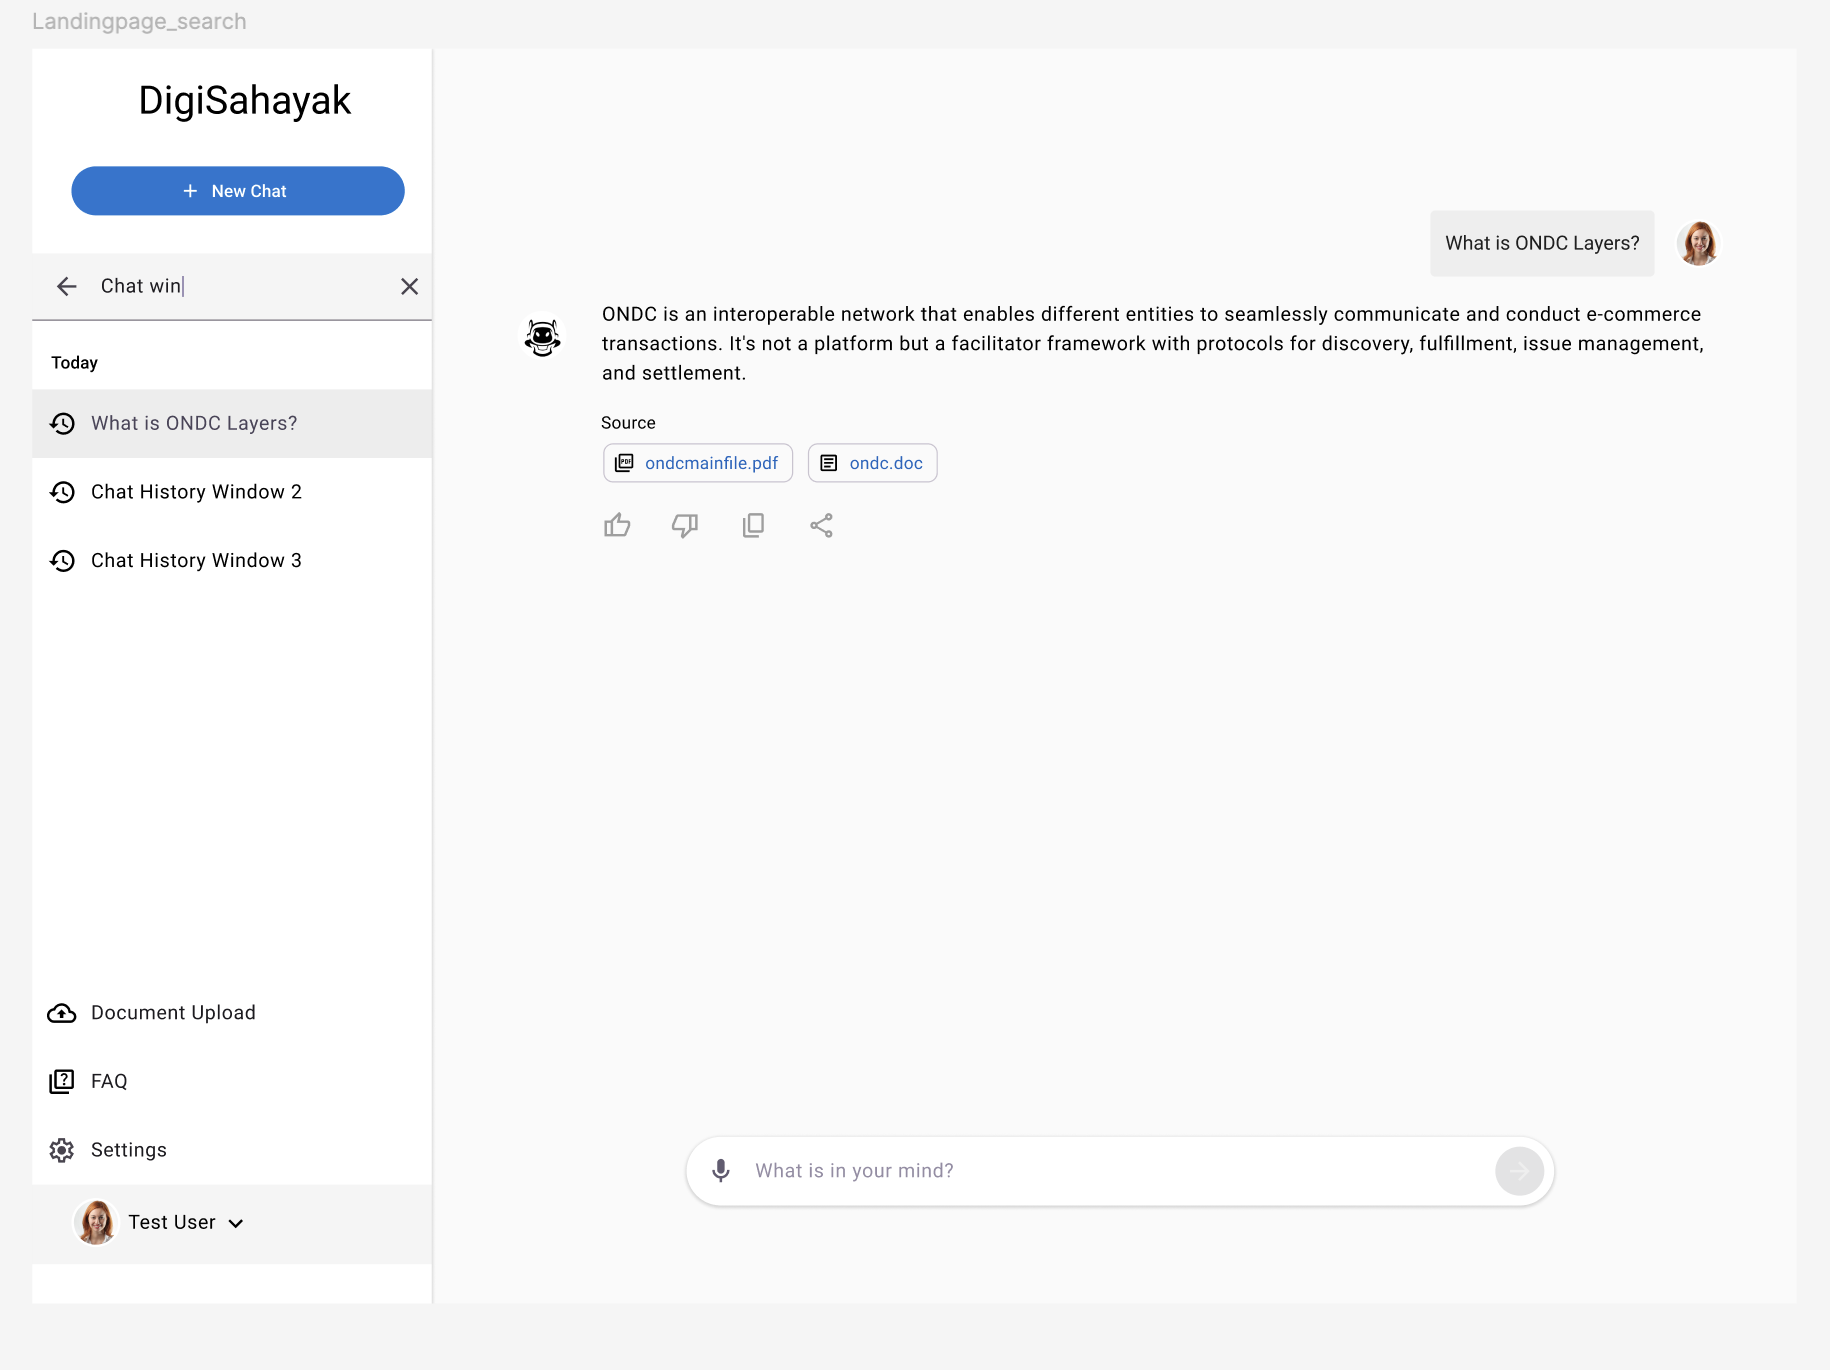 Landingpage_search
DigiSahayak
+ New Chat
Chat win
Today
What is ONDC Layers?
Chat History Window 2
Chat History Window 3
Document Upload
FAQ
Settings
Test User
What is ONDC Layers?
ONDC is an interoperable network that enables different entities to seamlessly communicate and conduct e-commerce
transactions. It's not a platform but a facilitator framework with protocols for discovery, fulfillment, issue management,
and settlement.
Source
PDF ondcmainfile.pdf
ondc.doc
What is in your mind?